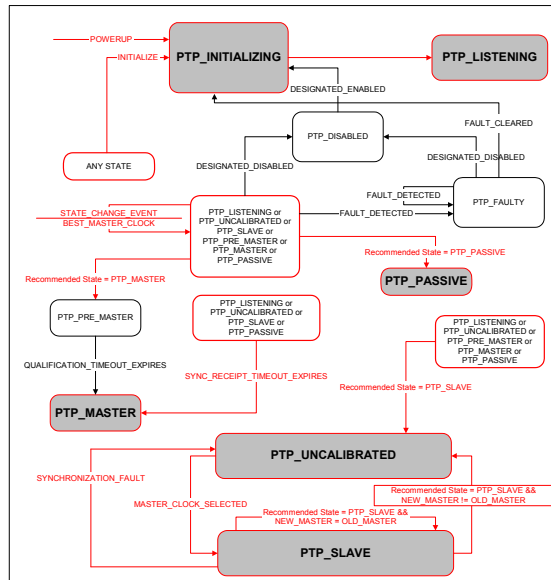 POWERUP
PTP_INITIALIZING
PTP_LISTENING
INITIALIZE
DESIGNATED_ENABLED
FAULT_CLEARED
PTP_DISABLED
ANY STATE
DESIGNATED_DISABLED
DESIGNATED_DISABLED
FAULT_DETECTED
PTP_FAULTY
STATE_CHANGE_EVENT
BEST_MASTER_CLOCK
PTP_LISTENING or
PTP_UNCALIBRATED or
PTP_SLAVE or
PTP_PRE_MASTER or
PTP_MASTER or
PTP_PASSIVE
FAULT_DETECTED
Recommended State = PTP_PASSIVE
Recommended State = PTP_MASTER
PTP_PASSIVE
PTP_PRE_MASTER
PTP_LISTENING or
PTP_UNCALIBRATED or
PTP_SLAVE or
PTP_PASSIVE
PTP_LISTENING or
PTP_UNCALIBRATED or
PTP_PRE_MASTER or
PTP_MASTER or
PTP_PASSIVE
QUALIFICATION_TIMEOUT_EXPIRES
SYNC_RECEIPT_TIMEOUT_EXPIRES
Recommended State = PTP_SLAVE
PTP_MASTER
PTP_UNCALIBRATED
SYNCHRONIZATION_FAULT
MASTER_CLOCK_SELECTED
Recommended State = PTP_SLAVE &&
NEW_MASTER != OLD_MASTER
Recommended State = PTP_SLAVE &&
NEW_MASTER = OLD_MASTER
PTP_SLAVE